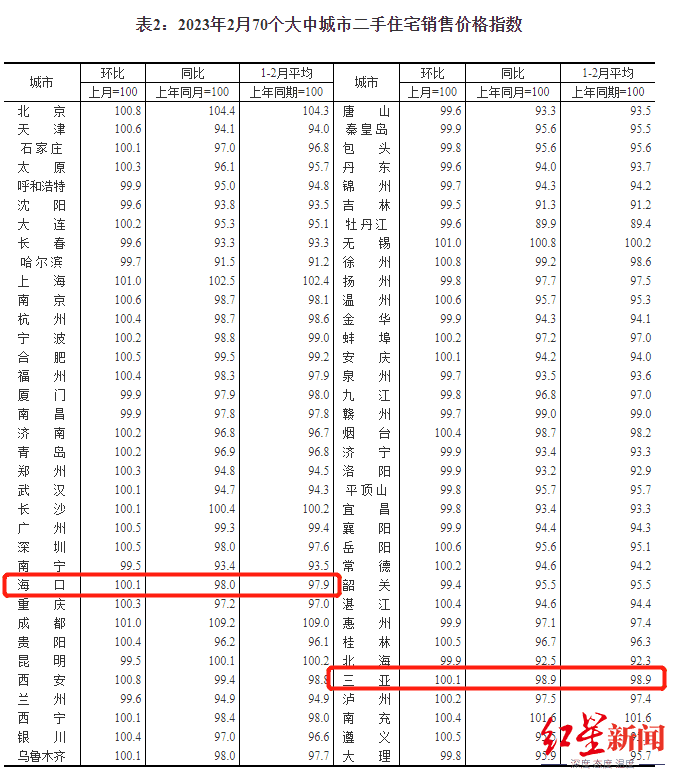 表2：2023年2月70个大中城市二手住宅销售价格指数
城市 环比 同比 1-2月平均 城市 环比 同比 1-2月平均
上月=100 上年同月=100 上年同期=100 上月=100 上年同月=100 上年同期=100
北京 100.8 104.4 104.3 唐山 99.6 93.3 93.5
天津 100.6 94.1 94.0 秦皇岛 99.9 95.6 95.5
石家庄 100.1 97.0 96.8 包头 99.8 95.6 95.6
太原 100.3 96.1 95.7 丹东 99.6 94.0 93.7
呼和浩特 99.9 95.0 94.8 锦州 99.7 94.3 94.2
沈阳 99.6 93.8 93.5 吉林 99.5 91.3 91.2
大连 100.2 95.3 95.1 牡丹江 99.6 89.9 89.4
长春 99.6 93.3 93.3 无锡 101.0 100.8 100.2
哈尔滨 99.7 91.5 91.2 徐州 100.8 99.2 98.6
上海 101.0 102.5 102.4 扬州 99.8 97.7 97.5
南京 100.6 98.7 98.1 温州 100.6 95.7 95.3
杭州 100.4 98.7 98.6 金华 99.9 94.3 94.1
宁波 100.2 98.8 99.0 蚌埠 100.2 97.2 97.0
合肥 100.5 99.5 99.2 安庆 100.1 94.2 94.0
福州 100.4 98.3 97.9 泉州 99.7 93.5 93.6
厦门 99.9 97.9 98.0 九江 99.8 96.8 97.0
南昌 99.9 97.8 97.8 赣州 99.7 99.0 99.0
济南 100.2 96.8 96.7 烟台 100.4 98.7 98.2
青岛 100.2 96.9 96.8 济宁 99.9 93.4 93.3
郑州 100.3 94.8 94.5 洛阳 99.8 93.2 92.9
武汉 100.1 94.7 94.3 平顶山 99.8 95.7 95.7
长沙 100.1 100.4 100.2 宜昌 99.8 93.4 93.3
广州 100.5 99.3 99.4 襄阳 99.9 94.4 94.3
深圳 100.5 98.0 97.6 岳阳 100.6 95.6 95.1
南宁 99.5 93.4 93.5 常德 100.2 94.6 94.2
海口 100.1 98.0 97.9 韶关 99.4 95.5 95.5
重庆 100.3 97.2 97.0 湛江 100.4 94.6 94.4
成都 101.0 109.2 109.0 惠州 99.9 97.1 97.4
贵阳 100.4 96.2 96.1 桂林 100.5 96.7 96.3
昆明 99.5 100.1 100.2 北海 99.9 92.5 92.3
西安 100.8 99.4 98.8 三亚 100.1 98.9 98.9
兰州 99.6 94.9 94.9 泸州 100.2 97.5 97.4
西宁 100.1 98.4 98.0 南充 100.4 101.6 101.6
银川 100.4 97.0 96.6 遵义 100.5
乌鲁木齐 100.1 98.0 97.7 大理 99.8 95.9 95.7
红星新闻
深度 态度 温度